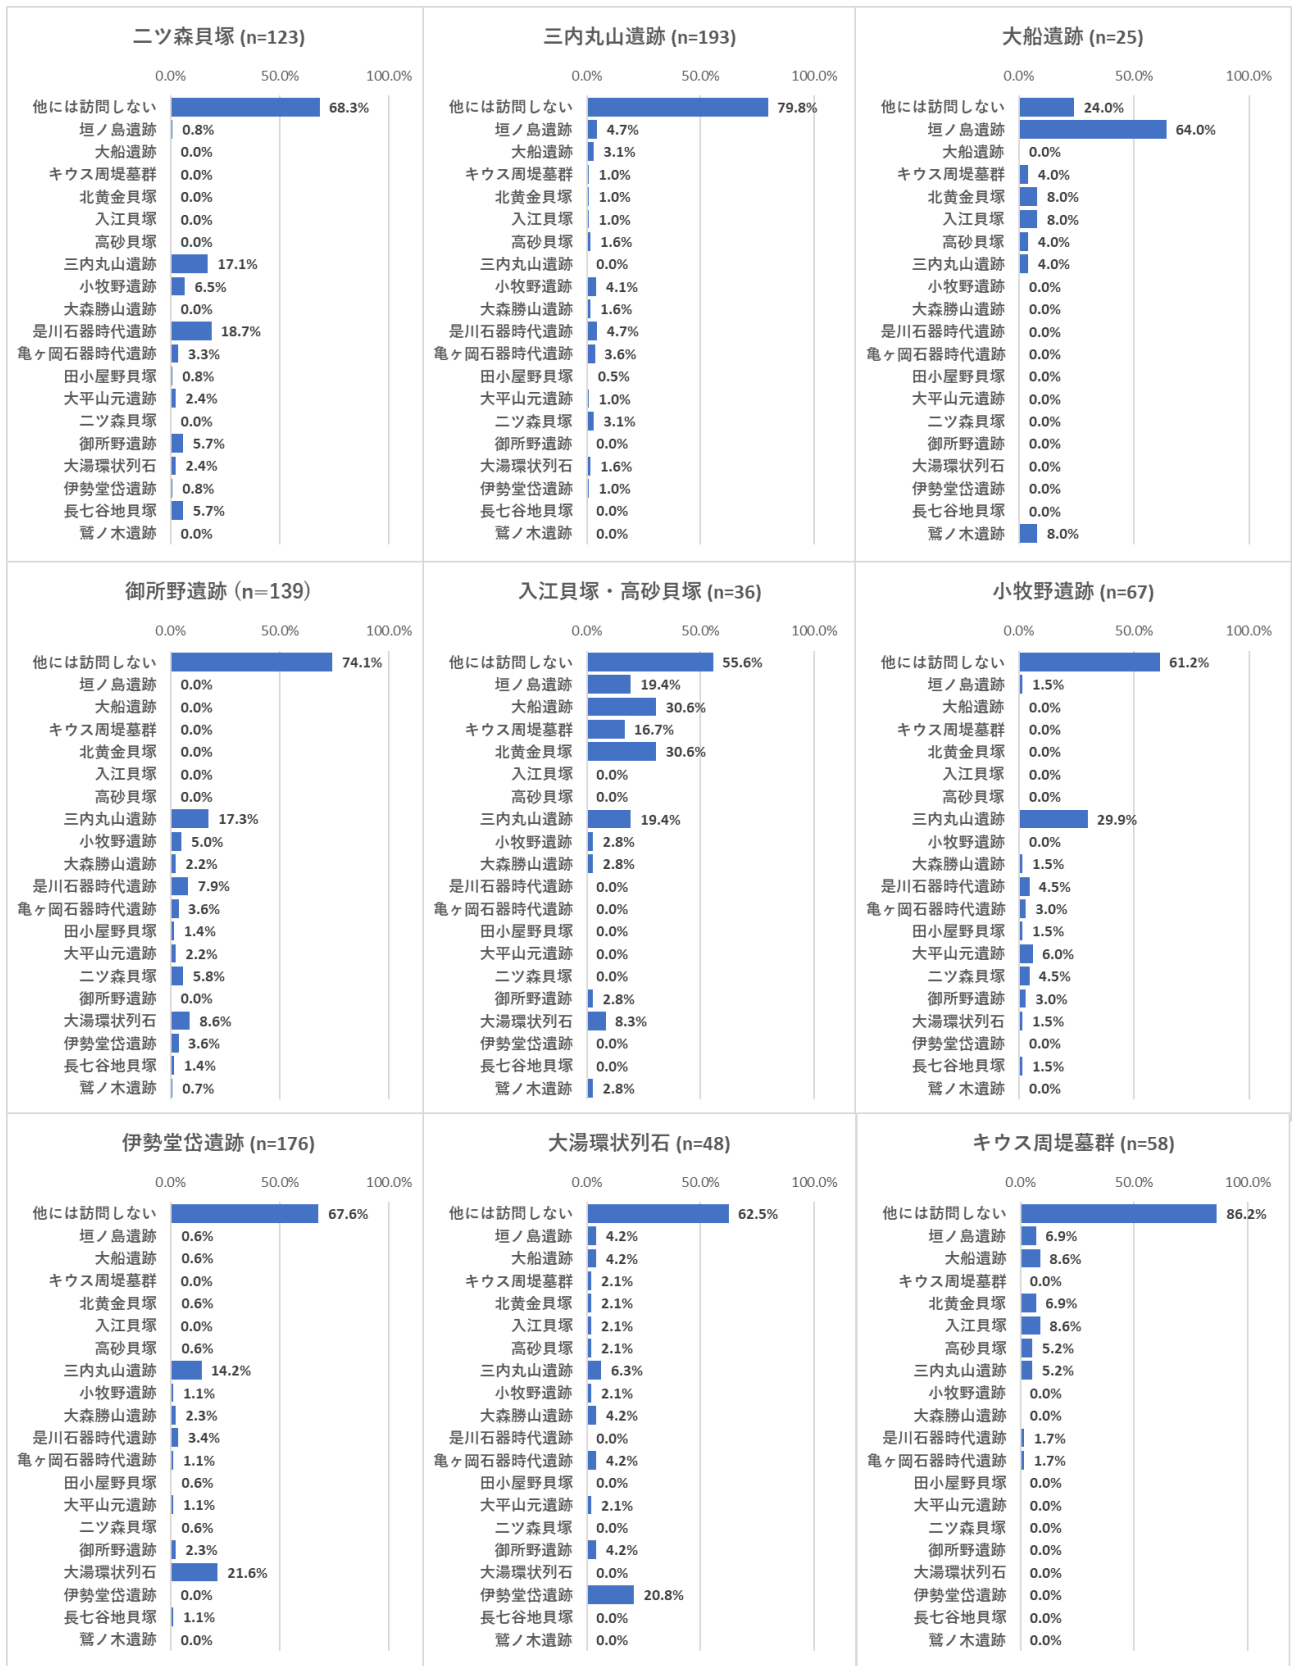 二ツ森貝塚 (n=123)
0.0% 50.0% 100.0%
他には訪問しない 68.3%
垣ノ島遺跡 0.8%
大船遺跡 0.0%
キウス周堤墓群 0.0%
北黄金貝塚 0.0%
入江貝塚 0.0%
高砂貝塚 0.0%
三内丸山遺跡 17.1%
小牧野遺跡 6.5%
大森勝山遺跡 0.0%
是川石器時代遺跡 18.7%
亀ヶ岡石器時代遺跡 3.3%
田小屋野貝塚 0.8%
大平山元遺跡 2.4%
二ツ森貝塚 0.0%
御所野遺跡 5.7%
大湯環状列石 2.4%
伊勢堂岱遺跡 0.8%
長七谷地貝塚 5.7%
鷲ノ木遺跡 0.0%
三内丸山遺跡 (n=193)
0.0% 50.0% 100.0%
他には訪問しない 79.8%
垣ノ島遺跡 4.7%
大船遺跡 3.1%
キウス周堤墓群 1.0%
北黄金貝塚 1.0%
入江貝塚 1.0%
高砂貝塚 1.6%
三内丸山遺跡 0.0%
小牧野遺跡 4.1%
大森勝山遺跡 1.6%
是川石器時代遺跡 4.7%
亀ヶ岡石器時代遺跡 3.6%
田小屋野貝塚 0.5%
大平山元遺跡 1.0%
二ツ森貝塚 3.1%
御所野遺跡 0.0%
大湯環状列石 1.6%
伊勢堂岱遺跡 1.0%
長七谷地貝塚 0.0%
鷲ノ木遺跡 0.0%
大船遺跡 (n=25)
0.0% 50.0% 100.0%
他には訪問しない 24.0%
垣ノ島遺跡 64.0%
大船遺跡 0.0%
キウス周堤墓群 4.0%
北黄金貝塚 8.0%
入江貝塚 8.0%
高砂貝塚 4.0%
三内丸山遺跡 4.0%
小牧野遺跡 0.0%
大森勝山遺跡 0.0%
是川石器時代遺跡 0.0%
亀ヶ岡石器時代遺跡 0.0%
田小屋野貝塚 0.0%
大平山元遺跡 0.0%
二ツ森貝塚 0.0%
御所野遺跡 0.0%
大湯環状列石 0.0%
伊勢堂岱遺跡 0.0%
長七谷地貝塚 0.0%
鷲ノ木遺跡 8.0%
御所野遺跡（n=139）
0.0% 50.0% 100.0%
他には訪問しない 74.1%
垣ノ島遺跡 0.0%
大船遺跡 0.0%
キウス周堤墓群 0.0%
北黄金貝塚 0.0%
入江貝塚 0.0%
高砂貝塚 0.0%
三内丸山遺跡 17.3%
小牧野遺跡 5.0%
大森勝山遺跡 2.2%
是川石器時代遺跡 7.9%
亀ヶ岡石器時代遺跡 3.6%
田小屋野貝塚 1.4%
大平山元遺跡 2.2%
二ツ森貝塚 5.8%
御所野遺跡 0.0%
大湯環状列石 8.6%
伊勢堂岱遺跡 3.6%
長七谷地貝塚 1.4%
鷲ノ木遺跡 0.7%
入江貝塚・高砂貝塚 (n=36)
0.0% 50.0% 100.0%
他には訪問しない 55.6%
垣ノ島遺跡 19.4%
大船遺跡 30.6%
キウス周堤墓群 16.7%
北黄金貝塚 30.6%
入江貝塚 0.0%
高砂貝塚 0.0%
三内丸山遺跡 19.4%
小牧野遺跡 2.8%
大森勝山遺跡 2.8%
是川石器時代遺跡 0.0%
亀ヶ岡石器時代遺跡 0.0%
田小屋野貝塚 0.0%
大平山元遺跡 0.0%
二ツ森貝塚 0.0%
御所野遺跡 2.8%
大湯環状列石 8.3%
伊勢堂岱遺跡 0.0%
長七谷地貝塚 0.0%
鷲ノ木遺跡 2.8%
小牧野遺跡 (n=67)
0.0% 50.0% 100.0%
他には訪問しない 61.2%
垣ノ島遺跡 1.5%
大船遺跡 0.0%
キウス周堤墓群 0.0%
北黄金貝塚 0.0%
入江貝塚 0.0%
高砂貝塚 0.0%
三内丸山遺跡 29.9%
小牧野遺跡 0.0%
大森勝山遺跡 1.5%
是川石器時代遺跡 4.5%
亀ヶ岡石器時代遺跡 3.0%
田小屋野貝塚 1.5%
大平山元遺跡 6.0%
二ツ森貝塚 4.5%
御所野遺跡 3.0%
大湯環状列石 1.5%
伊勢堂岱遺跡 0.0%
長七谷地貝塚 1.5%
鷲ノ木遺跡 0.0%
伊勢堂岱遺跡 (n=176)
0.0% 50.0% 100.0%
他には訪問しない 67.6%
垣ノ島遺跡 0.6%
大船遺跡 0.6%
キウス周堤墓群 0.0%
北黄金貝塚 0.6%
入江貝塚 0.0%
高砂貝塚 0.6%
三内丸山遺跡 14.2%
小牧野遺跡 1.1%
大森勝山遺跡 2.3%
是川石器時代遺跡 3.4%
亀ヶ岡石器時代遺跡 1.1%
田小屋野貝塚 0.6%
大平山元遺跡 1.1%
二ツ森貝塚 0.6%
御所野遺跡 2.3%
大湯環状列石 21.6%
伊勢堂岱遺跡 0.0%
長七谷地貝塚 1.1%
鷲ノ木遺跡 0.0%
大湯環状列石 (n=48)
0.0% 50.0% 100.0%
他には訪問しない 62.5%
垣ノ島遺跡 4.2%
大船遺跡 4.2%
キウス周堤墓群 2.1%
北黄金貝塚 2.1%
入江貝塚 2.1%
高砂貝塚 2.1%
三内丸山遺跡 6.3%
小牧野遺跡 2.1%
大森勝山遺跡 4.2%
是川石器時代遺跡 0.0%
亀ヶ岡石器時代遺跡 4.2%
田小屋野貝塚 0.0%
大平山元遺跡 2.1%
二ツ森貝塚 0.0%
御所野遺跡 4.2%
大湯環状列石 0.0%
伊勢堂岱遺跡 20.8%
長七谷地貝塚 0.0%
鷲ノ木遺跡 0.0%
キウス周堤墓群 (n=58)
0.0% 50.0% 100.0%
他には訪問しない 86.2%
垣ノ島遺跡 6.9%
大船遺跡 8.6%
キウス周堤墓群 0.0%
北黄金貝塚 6.9%
入江貝塚 8.6%
高砂貝塚 5.2%
三内丸山遺跡 5.2%
小牧野遺跡 0.0%
大森勝山遺跡 0.0%
是川石器時代遺跡 1.7%
亀ヶ岡石器時代遺跡 1.7%
田小屋野貝塚 0.0%
大平山元遺跡 0.0%
二ツ森貝塚 0.0%
御所野遺跡 0.0%
大湯環状列石 0.0%
伊勢堂岱遺跡 0.0%
長七谷地貝塚 0.0%
鷲ノ木遺跡 0.0%